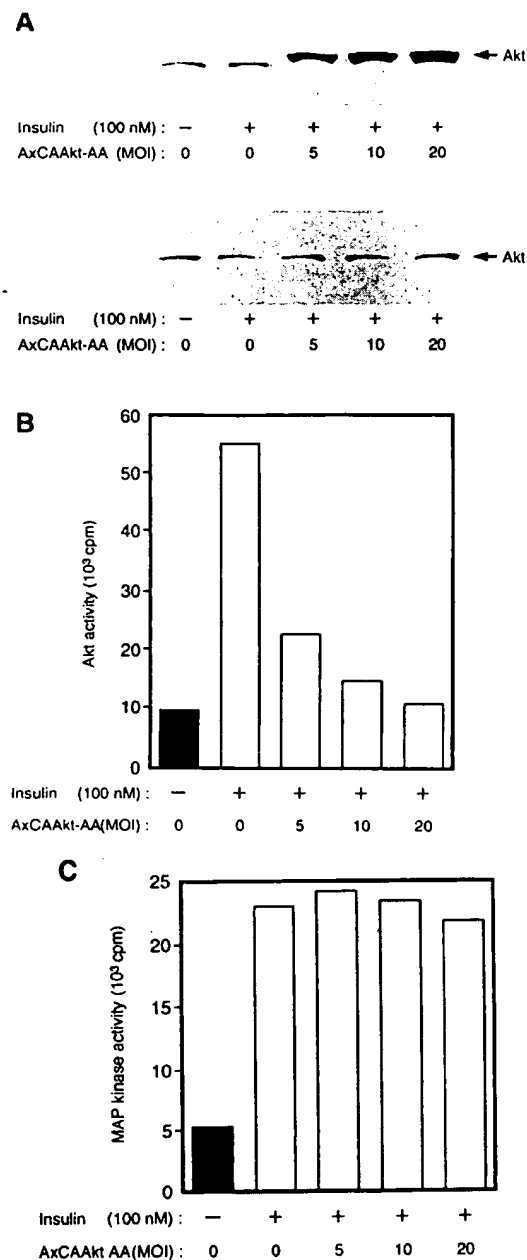 A
Akt
Insulin (100 nM) : − + + + +
AxCAAkt-AA (MOI) : 0 0 5 10 20
Akt
Insulin (100 nM) : − + + + +
AxCAAkt-AA (MOI) : 0 0 5 10 20
B
60
50
40
30
20
10
0
Akt activity (10³ cpm)
Insulin (100 nM) : − + + + +
AxCAAkt-AA(MOI) : 0 0 5 10 20
C
25
20
15
10
5
0
MAP kinase activity (10³ cpm)
Insulin (100 nM) : − + + + +
AxCAAkt AA(MOI) : 0 0 5 10 20